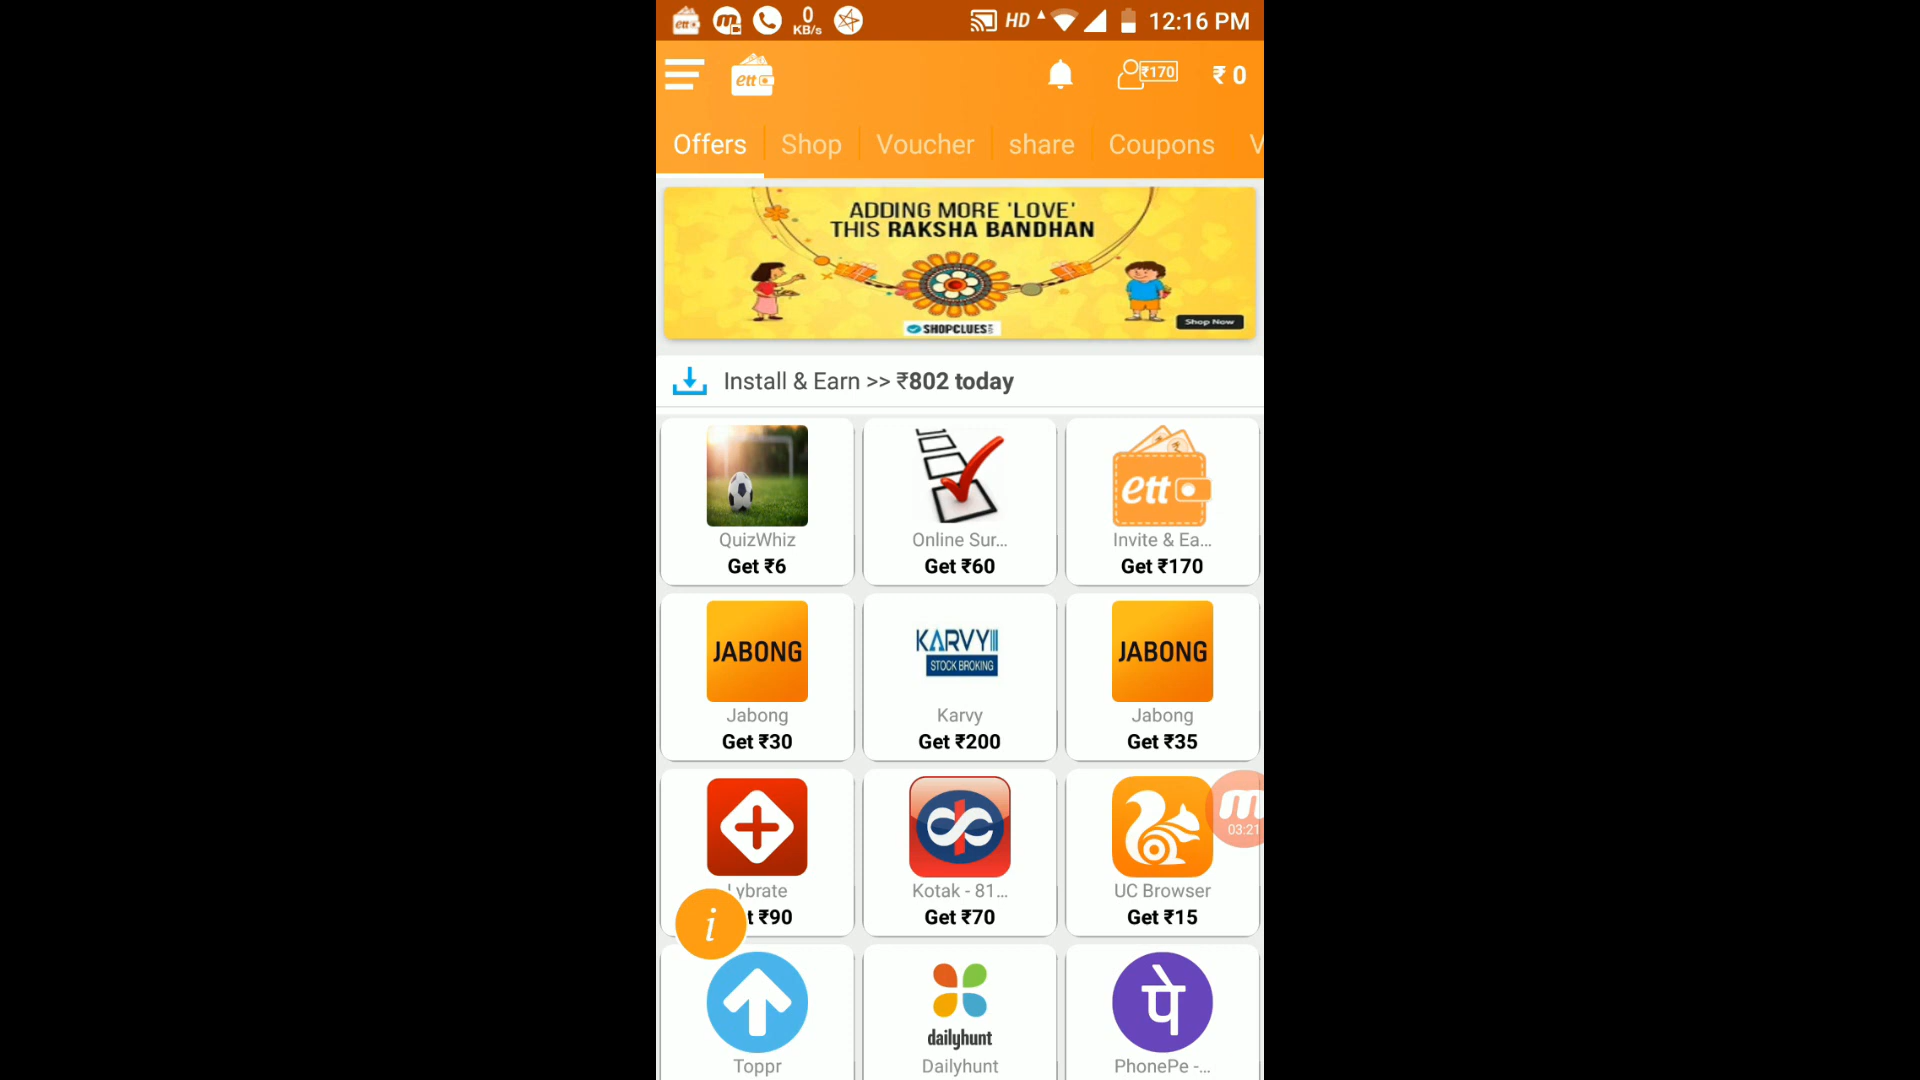 ett
0
KB/s
HD
12:16 PM
ett
₹170
₹ 0
Offers
Shop
Voucher
share
Coupons
V
ADDING MORE 'LOVE'
THIS RAKSHA BANDHAN
SHOPCLUES
Shop Now
Install & Earn >> ₹802 today
ett
QuizWhiz
Online Sur...
Invite & Ea...
Get ₹6
Get ₹60
Get ₹170
JABONG
KARVY
STOCK BROKING
JABONG
Jabong
Karvy
Jabong
Get ₹30
Get ₹200
Get ₹35
m
03:21
Lybrate
Kotak - 81...
UC Browser
t ₹90
Get ₹70
Get ₹15
i
पे
dailyhunt
Toppr
Dailyhunt
PhonePe -...